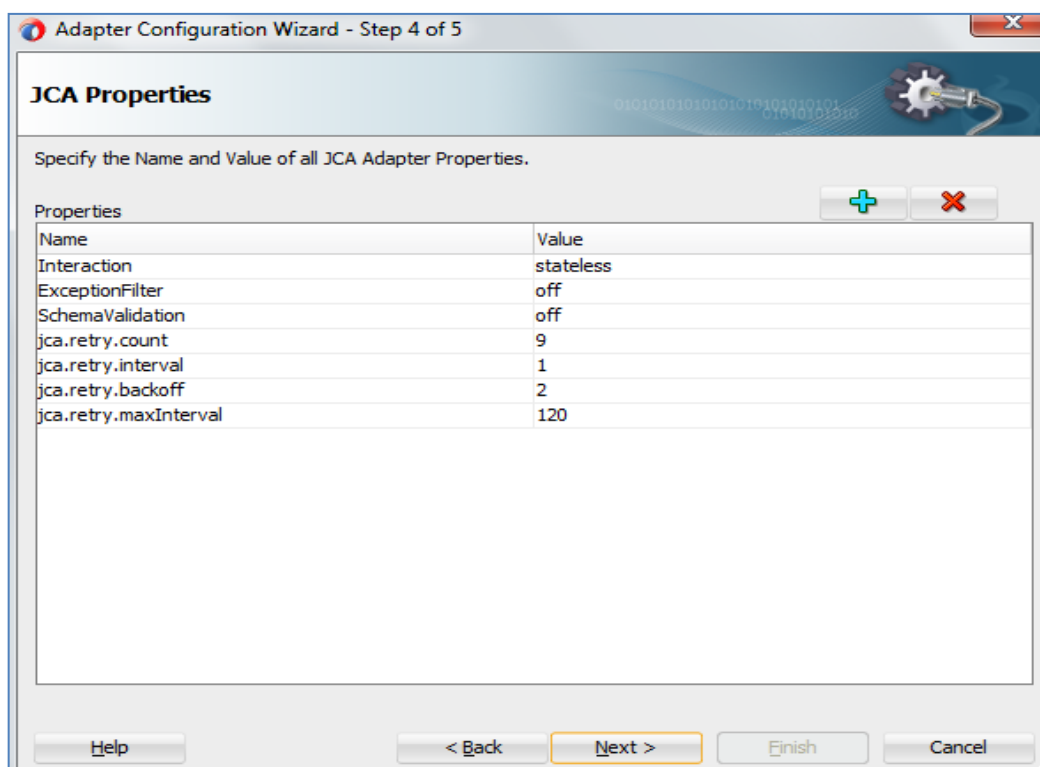 Adapter Configuration Wizard - Step 4 of 5
JCA Properties
Specify the Name and Value of all JCA Adapter Properties.
Properties
Name Value
Interaction stateless
ExceptionFilter off
SchemaValidation off
jca.retry.count 9
jca.retry.interval 1
jca.retry.backoff 2
jca.retry.maxInterval 120
Help < Back Next > Finish Cancel